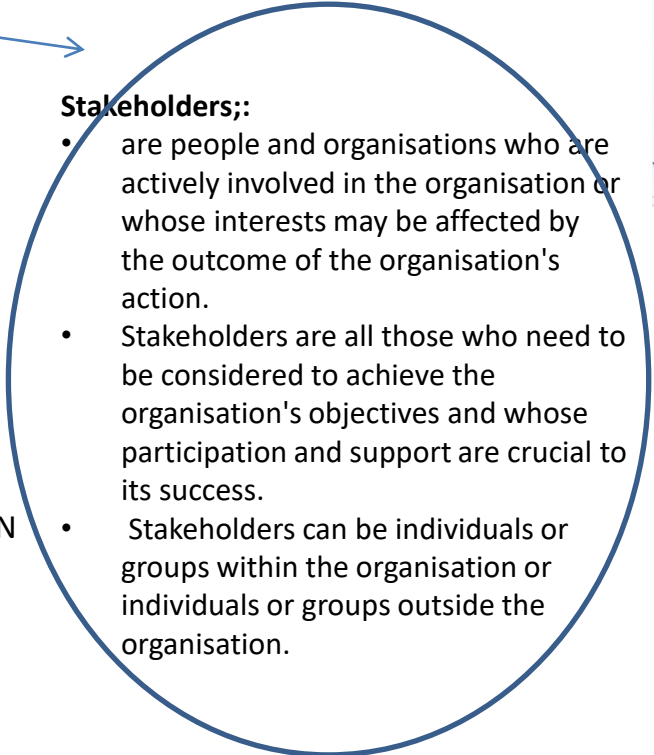 Stakeholders;:
• are people and organisations who are
actively involved in the organisation or
whose interests may be affected by
the outcome of the organisation's
action.
• Stakeholders are all those who need to
be considered to achieve the
organisation's objectives and whose
participation and support are crucial to
its success.
N
• Stakeholders can be individuals or
groups within the organisation or
individuals or groups outside the
organisation.